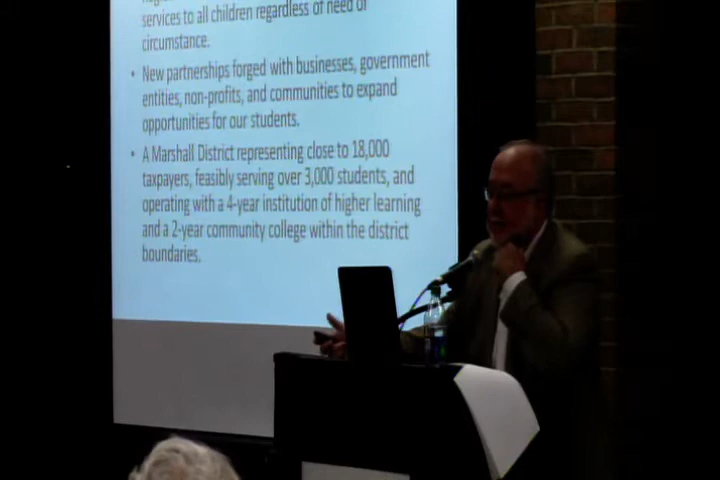 services to all children regardless of need or
circumstance.
• New partnerships forged with businesses, government
entities, non-profits, and communities to expand
opportunities for our students.
• A Marshall District representing close to 18,000
taxpayers, feasibly serving over 3,000 students, and
operating with a 4-year institution of higher learning
and a 2-year community college within the district
boundaries.